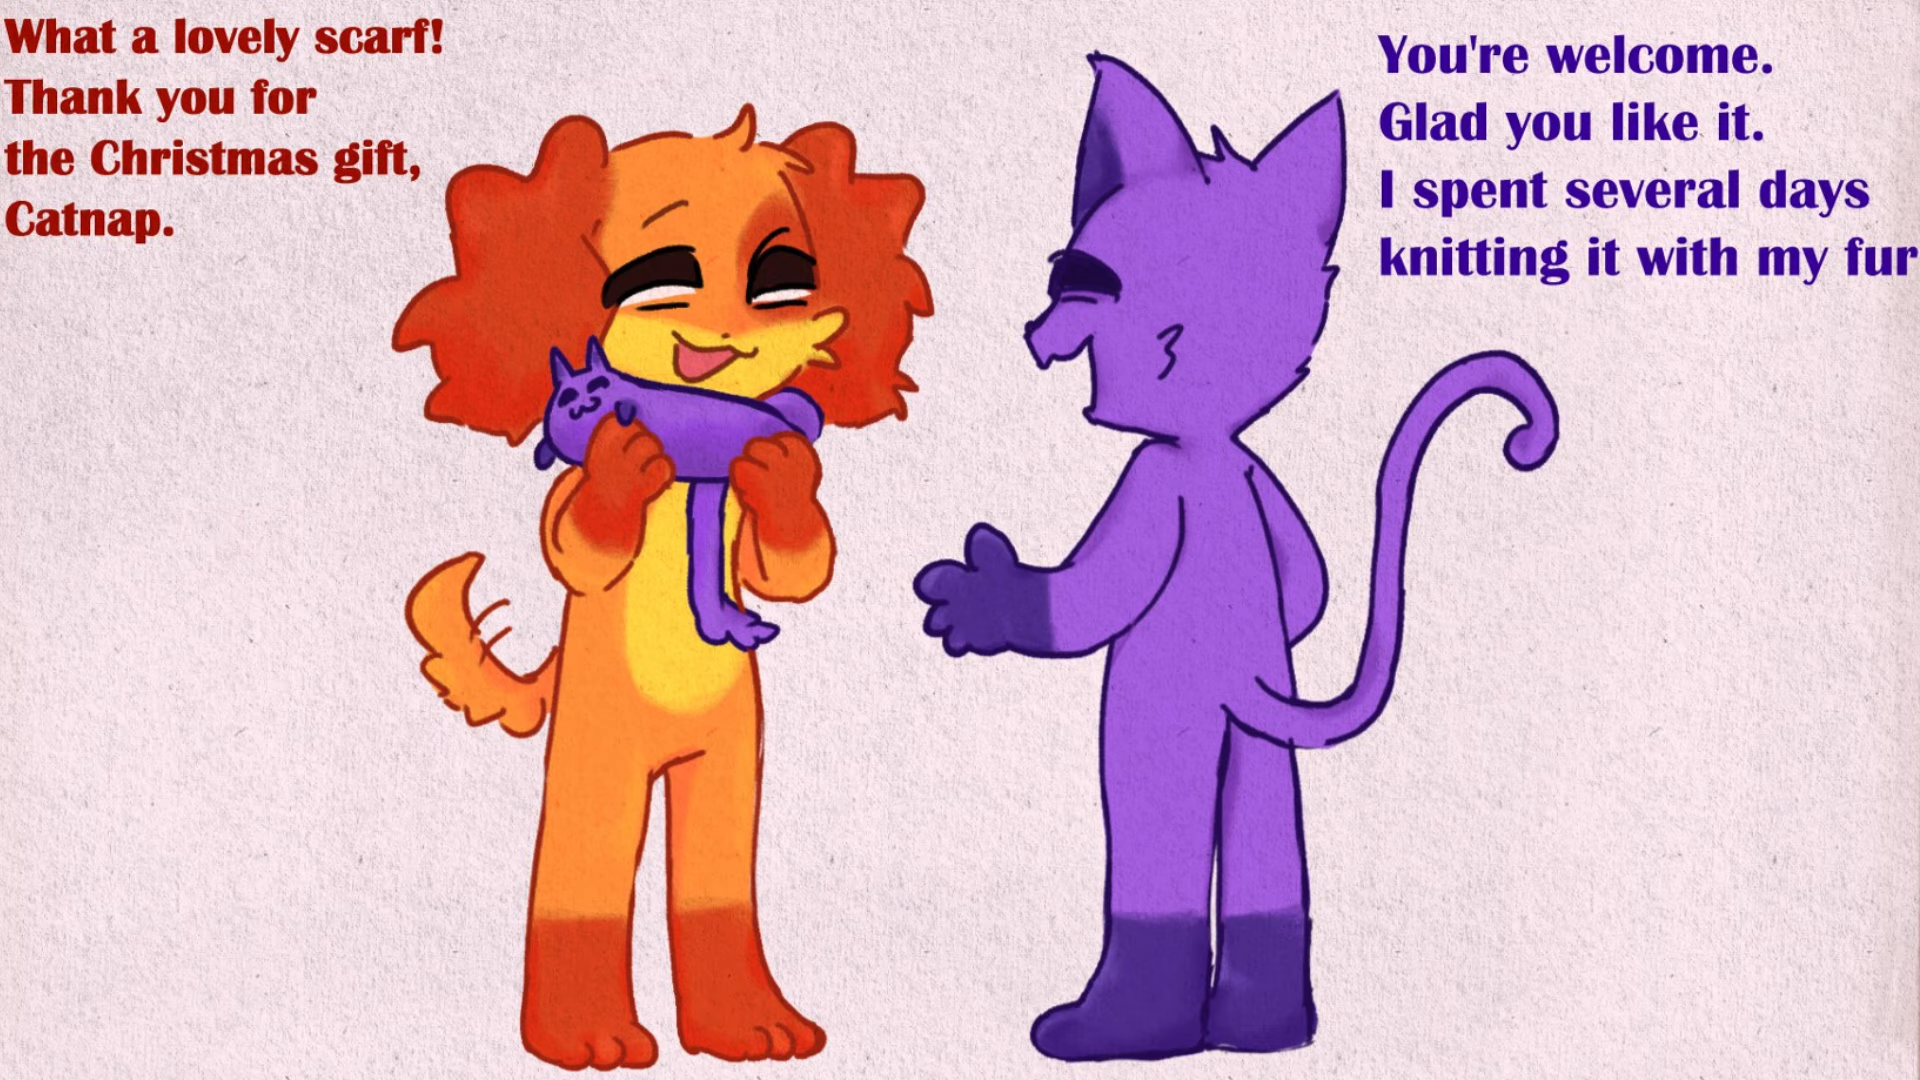 What a lovely scarf!
Thank you for
the Christmas gift,
Catnap.
You're welcome.
Glad you like it.
I spent several days
knitting it with my fur